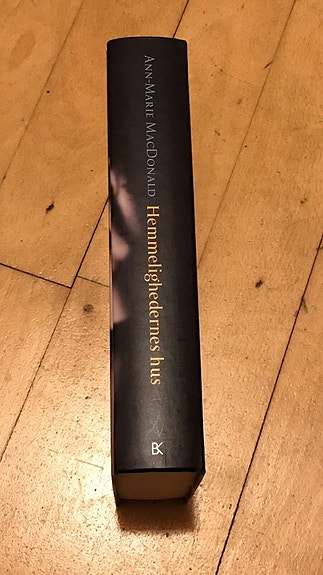 ANN-MARIE MACDONALD
Hemmelighedernes hus
BK